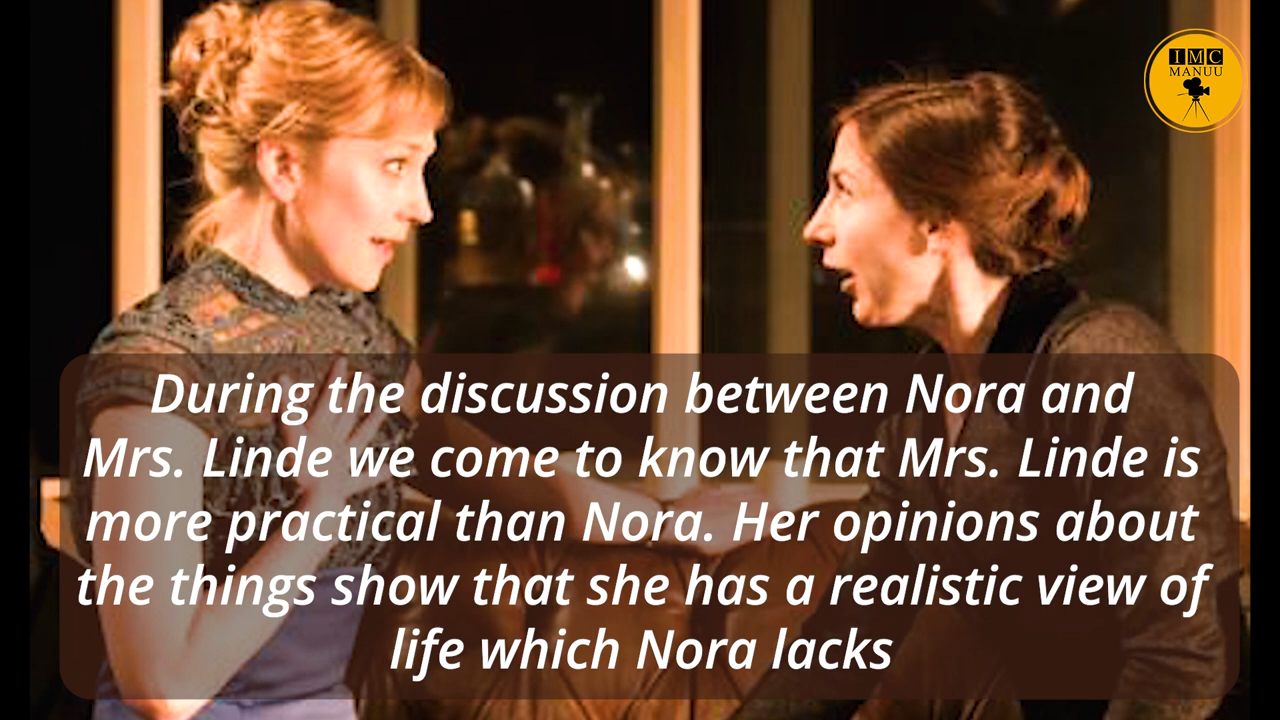 IMC
MANUU
During the discussion between Nora and
Mrs. Linde we come to know that Mrs. Linde is
more practical than Nora. Her opinions about
the things show that she has a realistic view of
life which Nora lacks